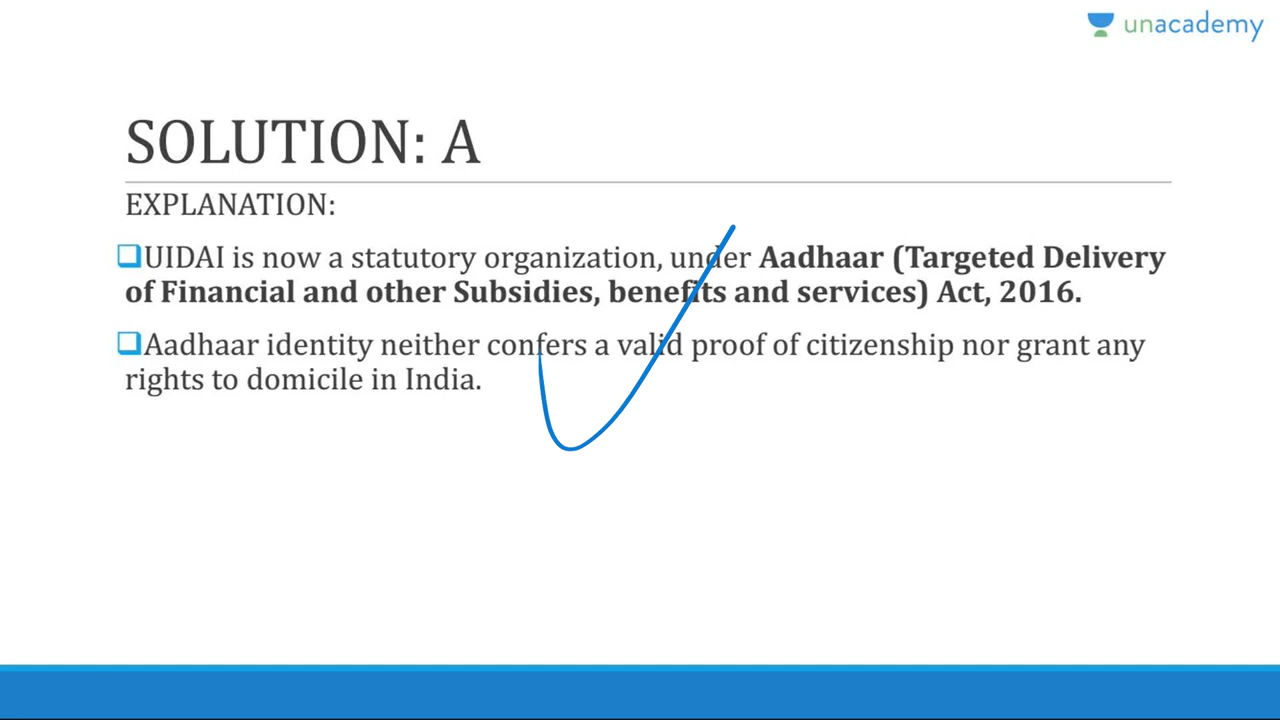 unacademy
SOLUTION: A
EXPLANATION:
UIDAI is now a statutory organization, under Aadhaar (Targeted Delivery
of Financial and other Subsidies, benefits and services) Act, 2016.
Aadhaar identity neither confers a valid proof of citizenship nor grant any
rights to domicile in India.